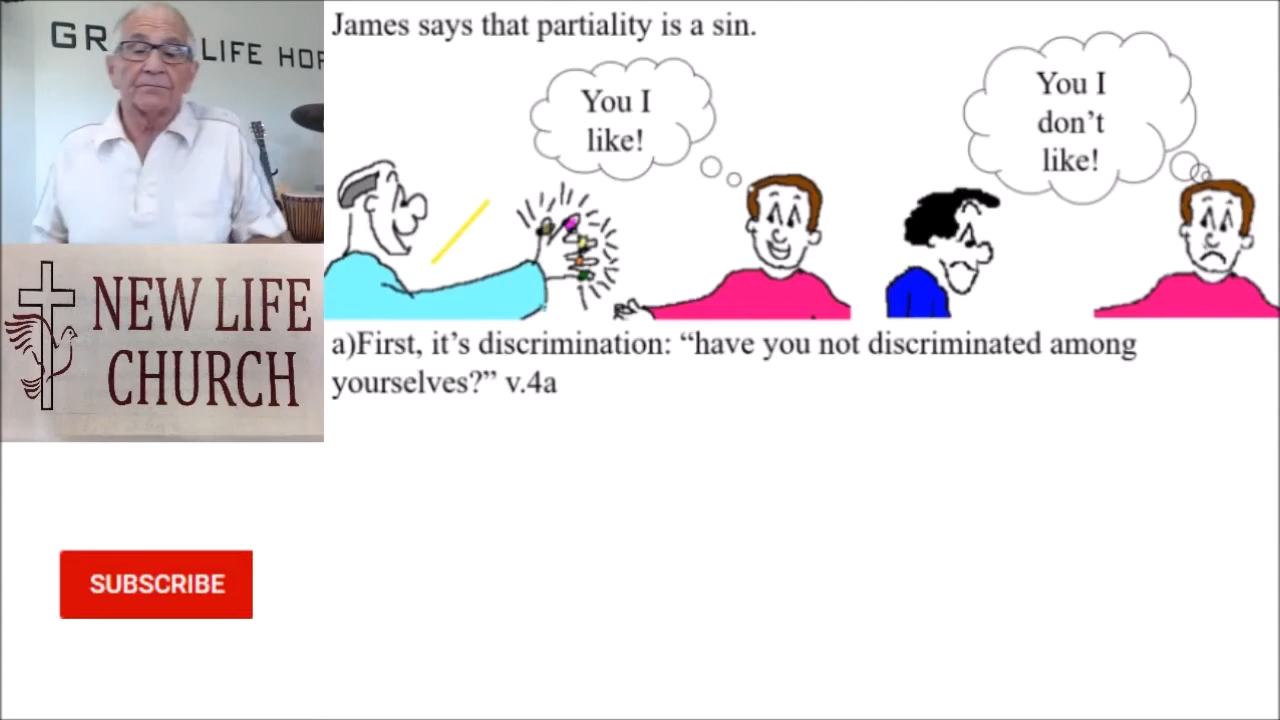 GR LIFE HOP
NEW LIFE
CHURCH
SUBSCRIBE
James says that partiality is a sin.
You I
like!
You I
don’t
like!
a)First, it’s discrimination: “have you not discriminated among
yourselves?” v.4a